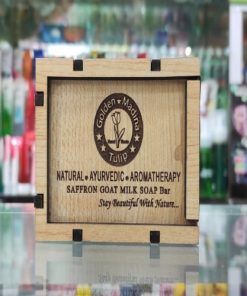 Golden Madina
Tulip
NATURAL • AYURVEDIC • AROMATHERAPY
SAFFRON GOAT MILK SOAP Bar
Stay Beautiful With Nature...